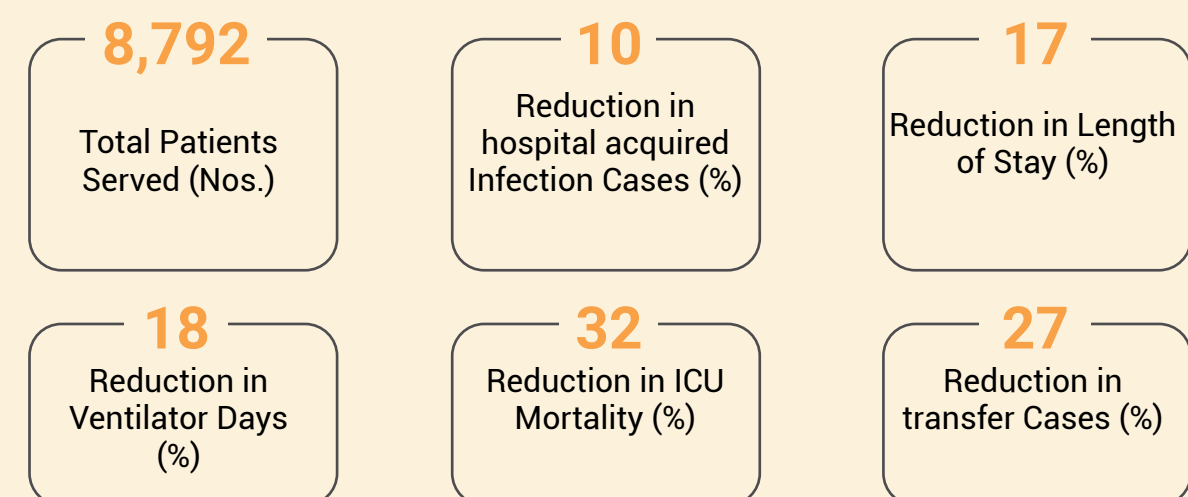 8,792
Total Patients
Served (Nos.)
10
Reduction in
hospital acquired
Infection Cases (%)
17
Reduction in Length
of Stay (%)
18
Reduction in
Ventilator Days
(%)
32
Reduction in ICU
Mortality (%)
27
Reduction in
transfer Cases (%)